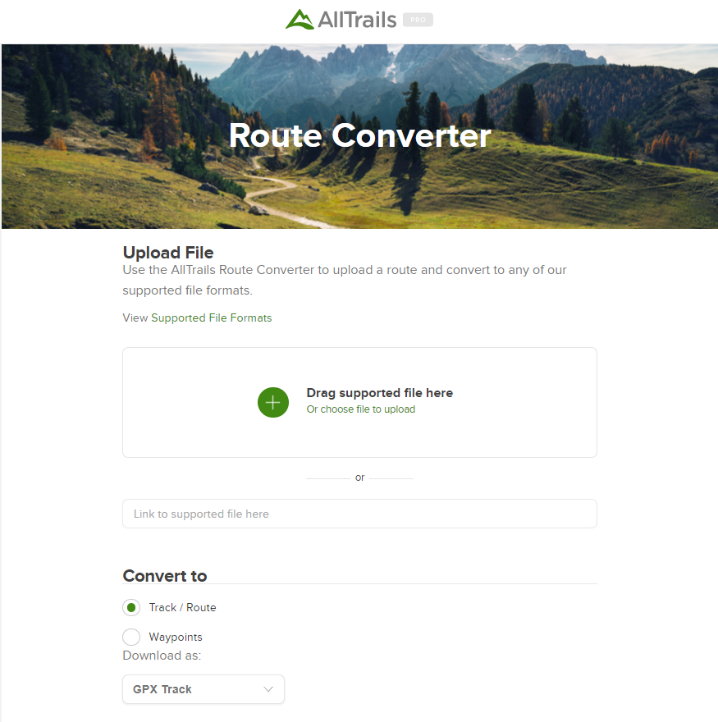 AllTrails PRO
Route Converter
Upload File
Use the AllTrails Route Converter to upload a route and convert to any of our
supported file formats.
View Supported File Formats
Drag supported file here
Or choose file to upload
or
Link to supported file here
Convert to
Track / Route
Waypoints
Download as:
GPX Track